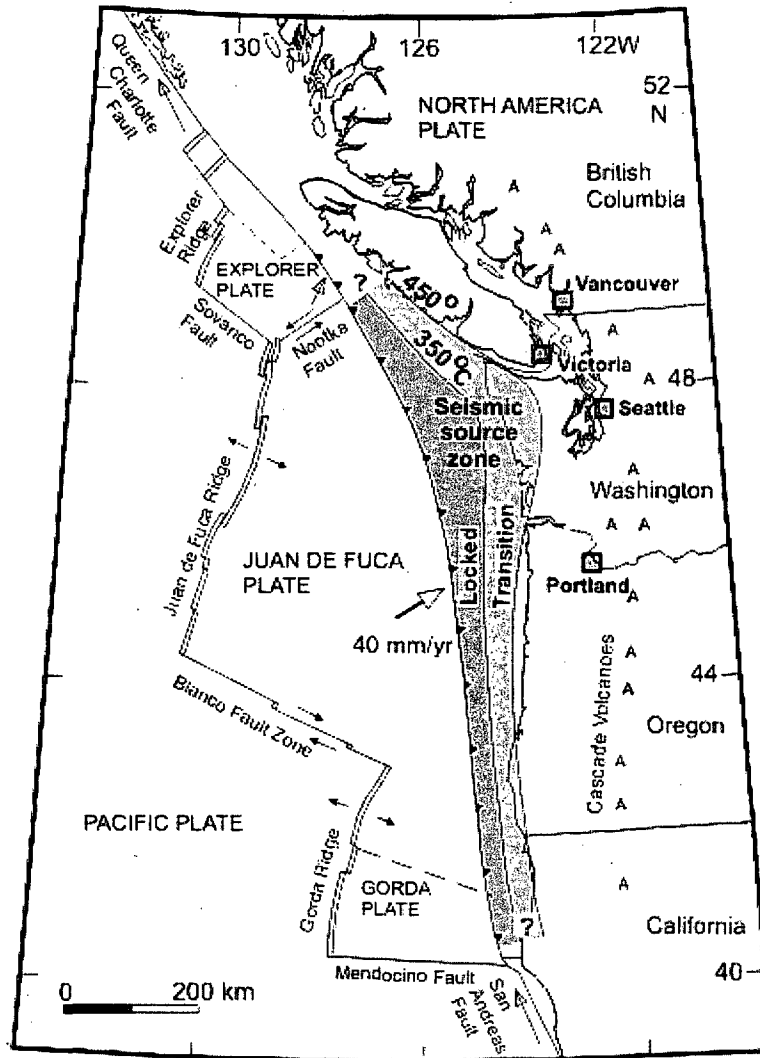 130
126
122W
52
N
Queen
Charlotte
Fault
NORTH AMERICA
PLATE
British
Columbia
A
A
A
A
Explorer
Ridge
EXPLORER
PLATE
?
450°
Vancouver
Sovanco
Fault
Nootka
Fault
350°C
Victoria
A
48
A
Seismic
source
zone
Seattle
A
Washington
A A
Juan de Fuca Ridge
JUAN DE FUCA
PLATE
Locked
Transition
Portland
A
40 mm/yr
A
44
A
Blanco Fault Zone
Cascade Volcanoes
Oregon
A
A
PACIFIC PLATE
Gorda Ridge
GORDA
PLATE
A
?
California
Mendocino Fault
40
0 200 km
San
Andreas
Fault